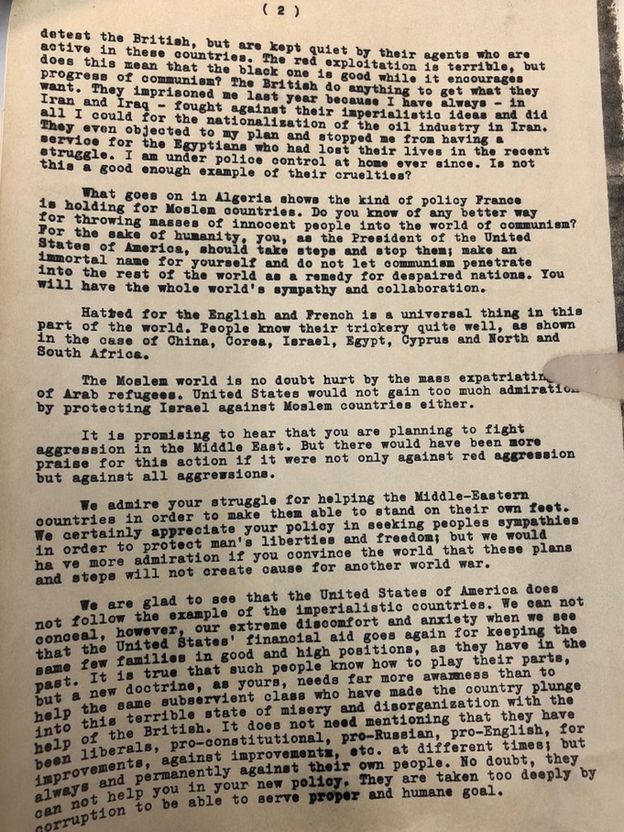 ( 2 )
detest the British, but are kept quiet by their agents who are
active in these countries. The red exploitation is terrible, but
does this mean that the black one is good while it encourages
progress of communism? The British do anything to get what they
want. They imprisoned me last year because I have always - in
Iran and Iraq - fought against their imperialistic ideas and did
all I could for the nationalization of the oil industry in Iran.
They even objected to my plan and stopped me from having a
service for the Egyptians who had lost their lives in the recent
struggle. I am under police control at home ever since. Is not
this a good enough example of their cruelties?
What goes on in Algeria shows the kind of policy France
is holding for Moslem countries. Do you know of any better way
for throwing masses of innocent people into the world of communism?
For the sake of humanity, you, as the President of the United
States of America, should take steps and stop them; make an
immortal name for yourself and do not let communism penetrate
into the rest of the world as a remedy for despaired nations. You
will have the whole world's sympathy and collaboration.
Hatred for the English and French is a universal thing in this
part of the world. People know their trickery quite well, as shown
in the case of China, Corea, Israel, Egypt, Cyprus and North and
South Africa.
The Moslem world is no doubt hurt by the mass expatriating
of Arab refugees. United States would not gain too much admiration
by protecting Israel against Moslem countries either.
It is promising to hear that you are planning to fight
aggression in the Middle East. But there would have been more
praise for this action if it were not only against red aggression
but against all aggrewsions.
We admire your struggle for helping the Middle-Eastern
countries in order to make them able to stand on their own feet.
We certainly appreciate your policy in seeking peoples sympathies
in order to protect man's liberties and freedom; but we would
ha ve more admiration if you convince the world that these plans
and steps will not create cause for another world war.
We are glad to see that the United States of America does
not follow the example of the imperialistic countries. We can not
conceal, however, our extreme discomfort and anxiety when we see
that the United States' financial aid goes again for keeping the
same few families in good and high positions, as they have in the
past. It is true that such people know how to play their parts,
but a new doctrine, as yours, needs far more awareness than to
help the same subservient class who have made the country plunge
into this terrible state of misery and disorganization with the
help of the British. It does not need mentioning that they have
been liberals, pro-constitutional, pro-Russian, pro-English, for
improvements, against improvements, etc. at different times; but
always and permanently against their own people. No doubt, they
can not help you in your new policy. They are taken too deeply by
corruption to be able to serve proper and humane goal.